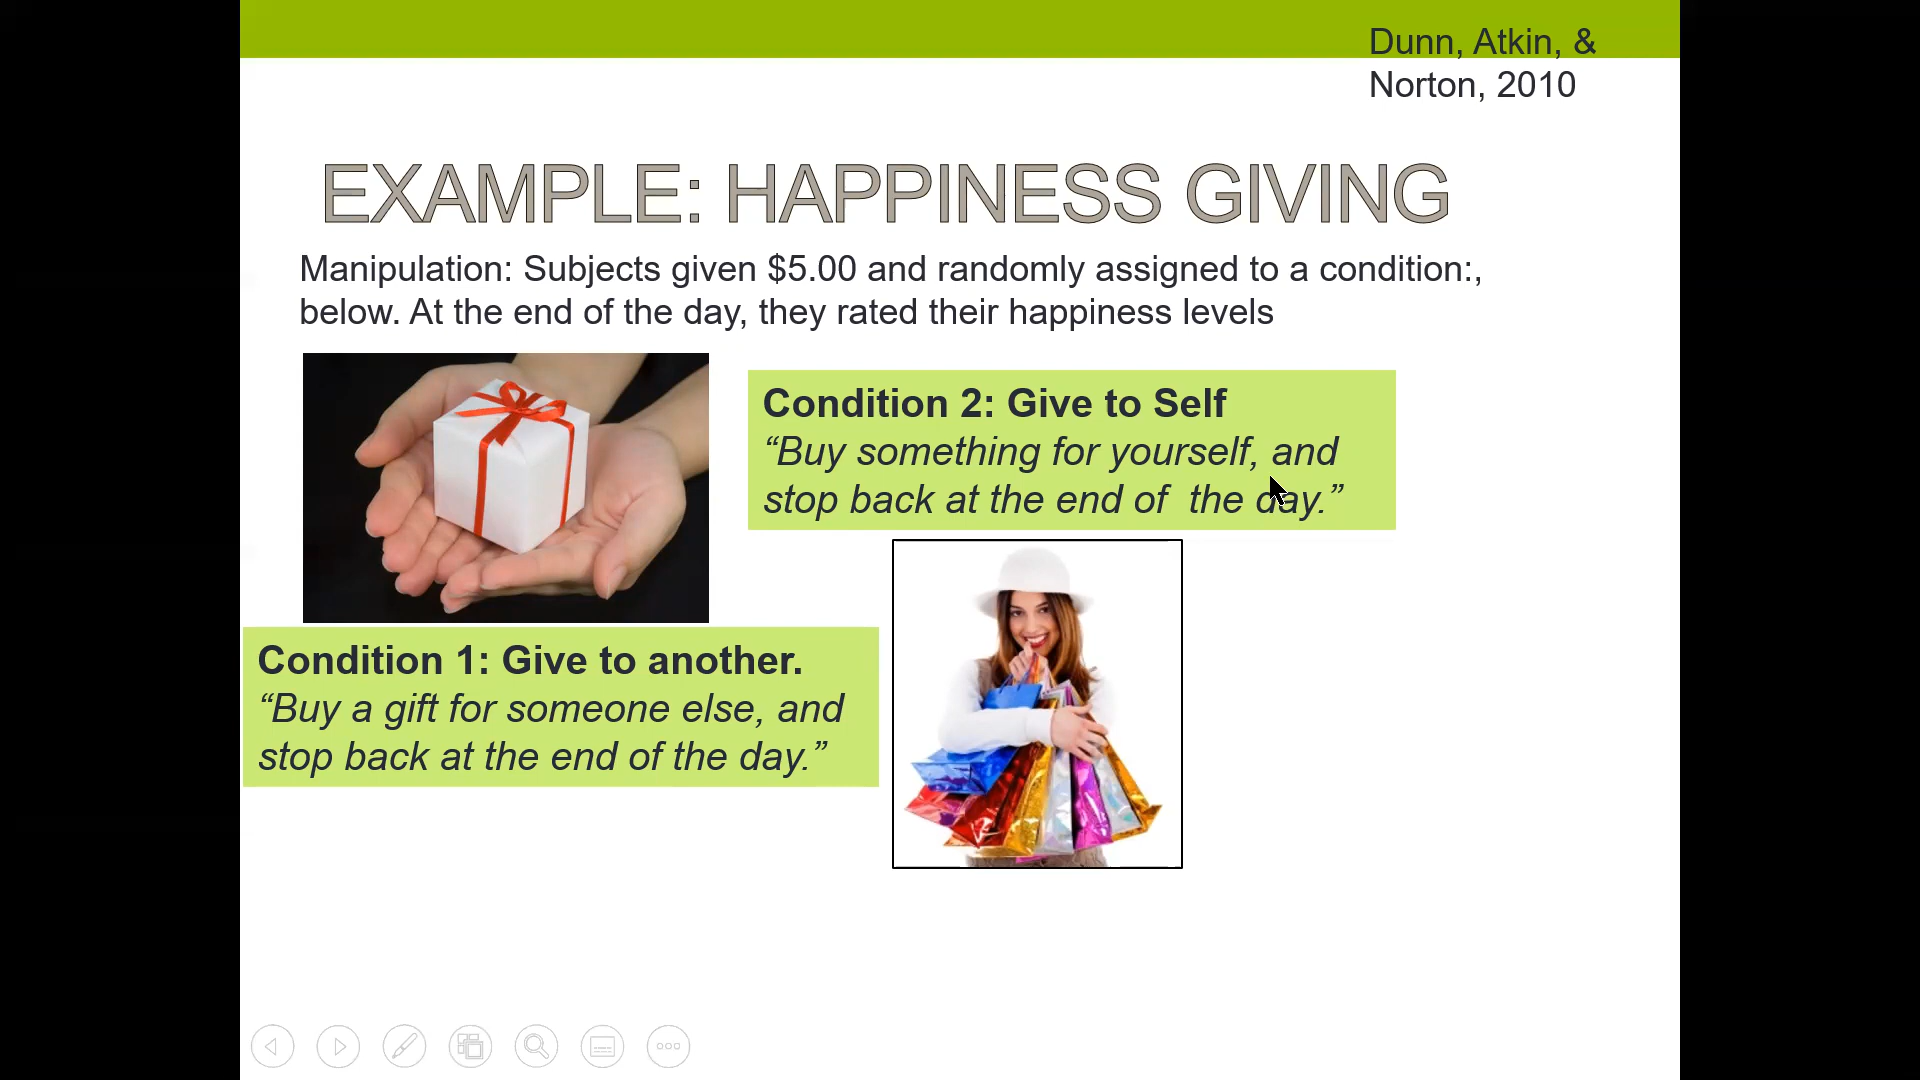 Dunn, Atkin, &
Norton, 2010
EXAMPLE: HAPPINESS GIVING
Manipulation: Subjects given $5.00 and randomly assigned to a condition:,
below. At the end of the day, they rated their happiness levels
Condition 2: Give to Self
“Buy something for yourself, and
stop back at the end of  the day.”
Condition 1: Give to another.
“Buy a gift for someone else, and
stop back at the end of the day.”